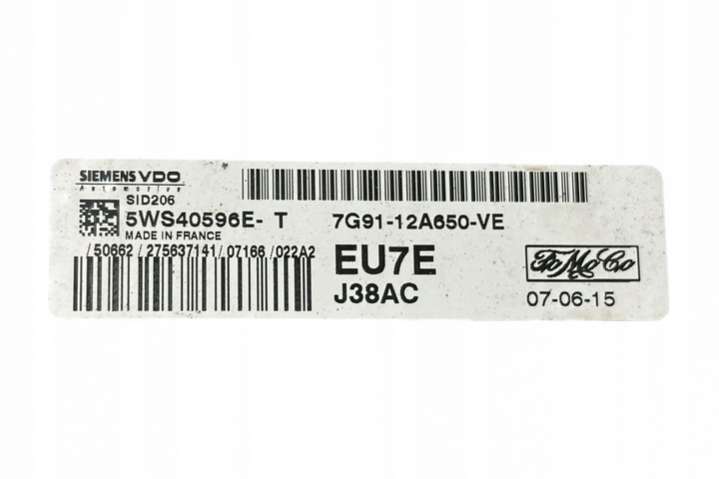 SIEMENS VDO
Automotive
SID206
5WS40596E- T
MADE IN FRANCE
7G91-12A650-VE
/50662/275637141/07166/022A2
EU7E
J38AC
FoMoCo
07-06-15